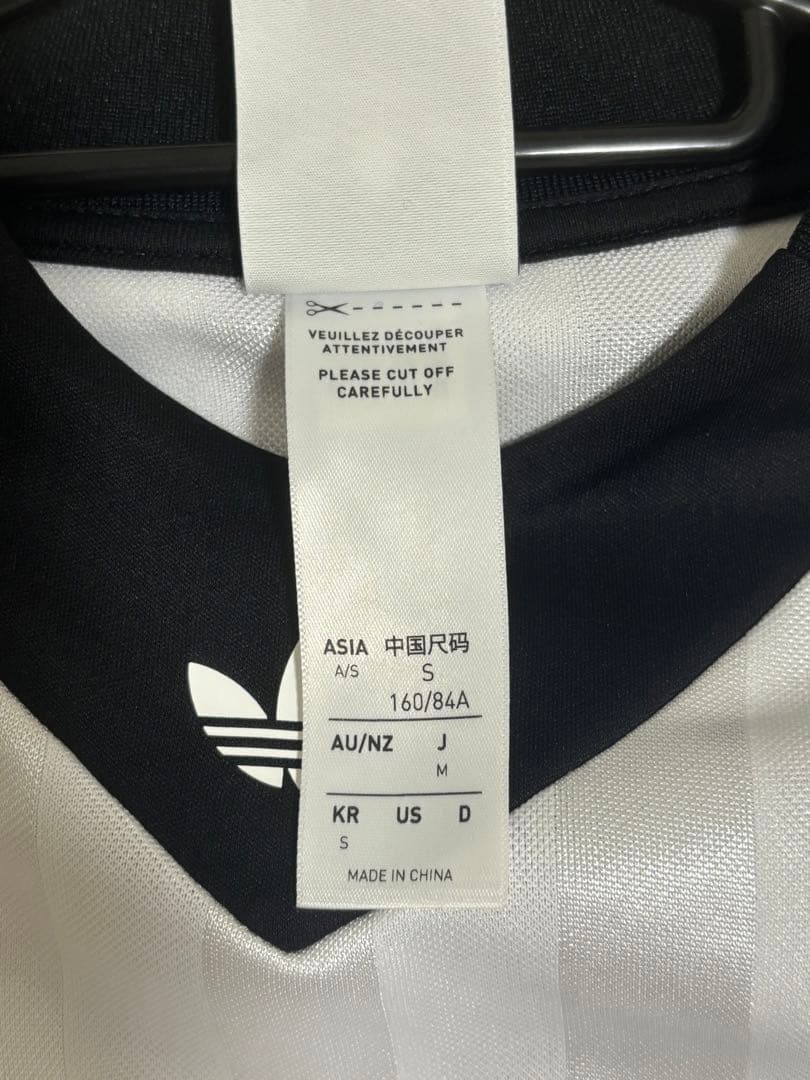 VEUILLEZ DÉCOUPER
ATTENTIVEMENT
PLEASE CUT OFF
CAREFULLY
ASIA 中国尺码
A/S S
160/84A
AU/NZ J
M
KR US D
S
MADE IN CHINA